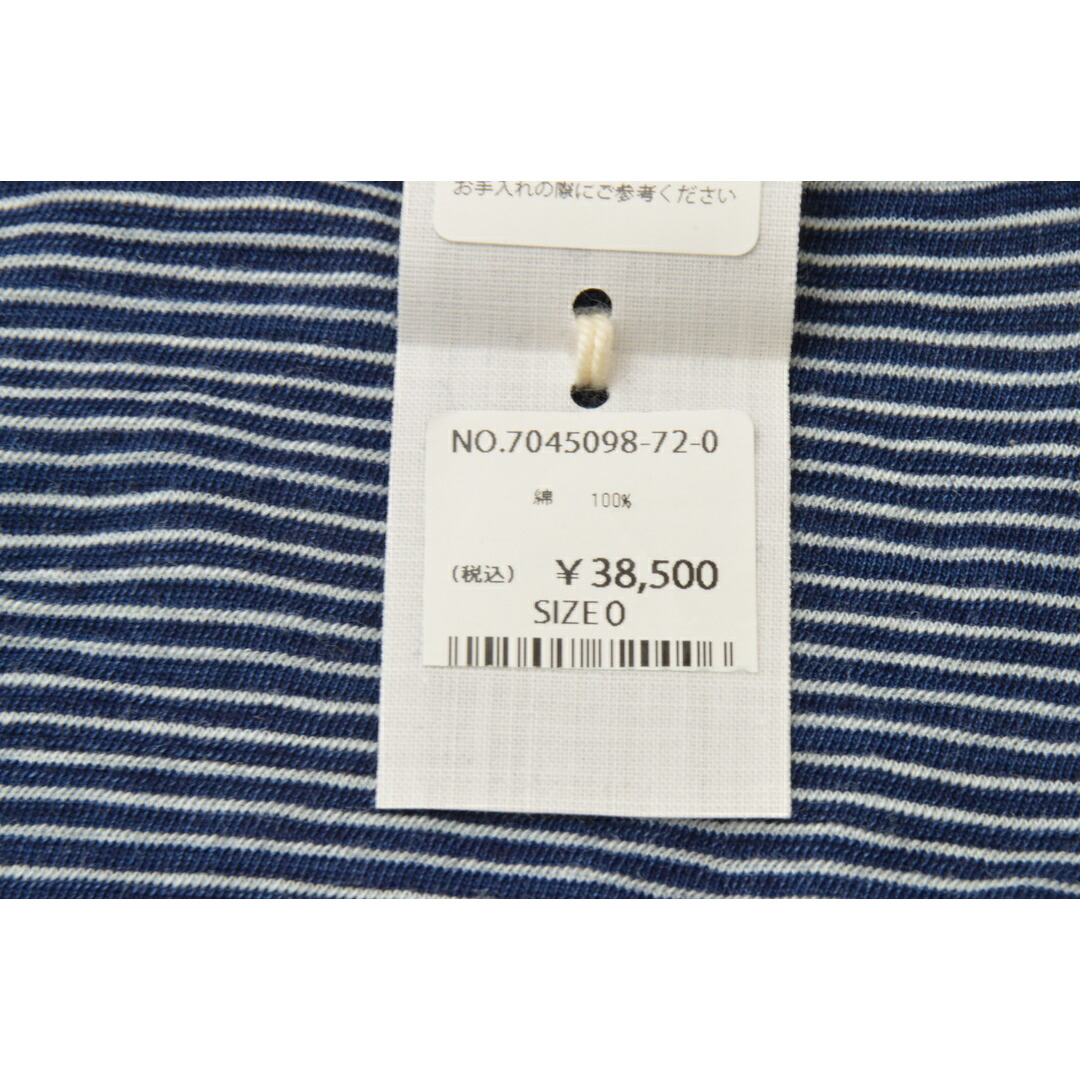 お手入れの際にご参考ください
NO.7045098-72-0
綿 100%
(税込) ¥38,500
SIZE 0